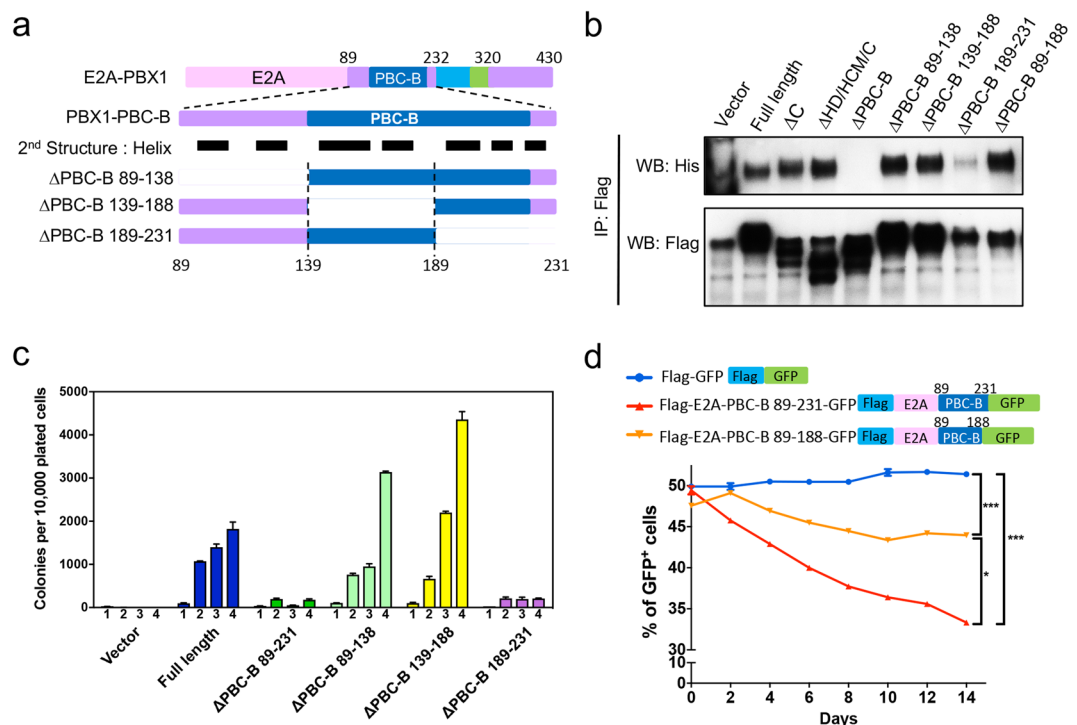 a
89 232 320 430
E2A-PBX1 E2A PBC-B
PBX1-PBC-B PBC-B
2nd Structure : Helix
ΔPBC-B 89-138
ΔPBC-B 139-188
ΔPBC-B 189-231
89 139 189 231
b
Vector
Full length
ΔC
ΔHD/HCM/C
ΔPBC-B
ΔPBC-B 89-138
ΔPBC-B 139-188
ΔPBC-B 189-231
ΔPBC-B 89-188
IP: Flag
WB: His
WB: Flag
c
Colonies per 10,000 plated cells
5000
4000
3000
2000
1000
0
1 2 3 4 1 2 3 4 1 2 3 4 1 2 3 4 1 2 3 4 1 2 3 4
Vector
Full length
ΔPBC-B 89-231
ΔPBC-B 89-138
ΔPBC-B 139-188
ΔPBC-B 189-231
d
Flag-GFP Flag GFP
89 231
Flag-E2A-PBC-B 89-231-GFP Flag E2A PBC-B GFP
89 188
Flag-E2A-PBC-B 89-188-GFP Flag E2A PBC-B GFP
% of GFP+ cells
50
45
40
35
30
10
0
***
*
***
0 2 4 6 8 10 12 14
Days